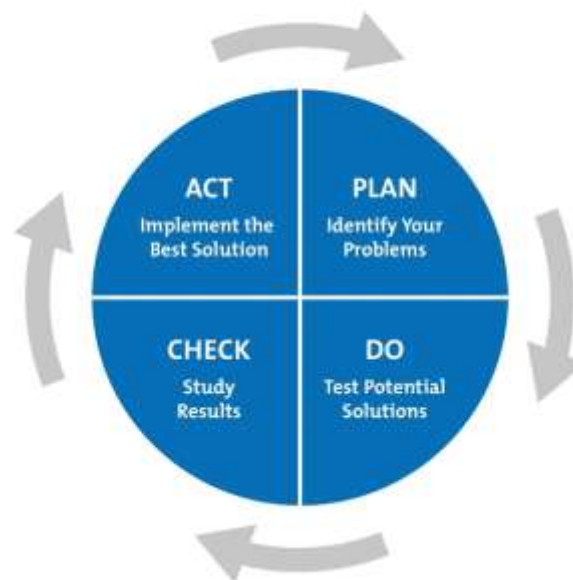 ACT
Implement the
Best Solution
PLAN
Identify Your
Problems
CHECK
Study
Results
DO
Test Potential
Solutions